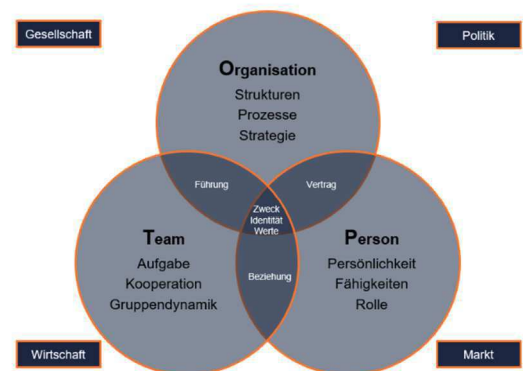 Gesellschaft
Politik
Organisation
Strukturen
Prozesse
Strategie
Führung
Vertrag
Zweck
Identität
Werte
Team
Aufgabe
Kooperation
Gruppendynamik
Beziehung
Person
Persönlichkeit
Fähigkeiten
Rolle
Wirtschaft
Markt